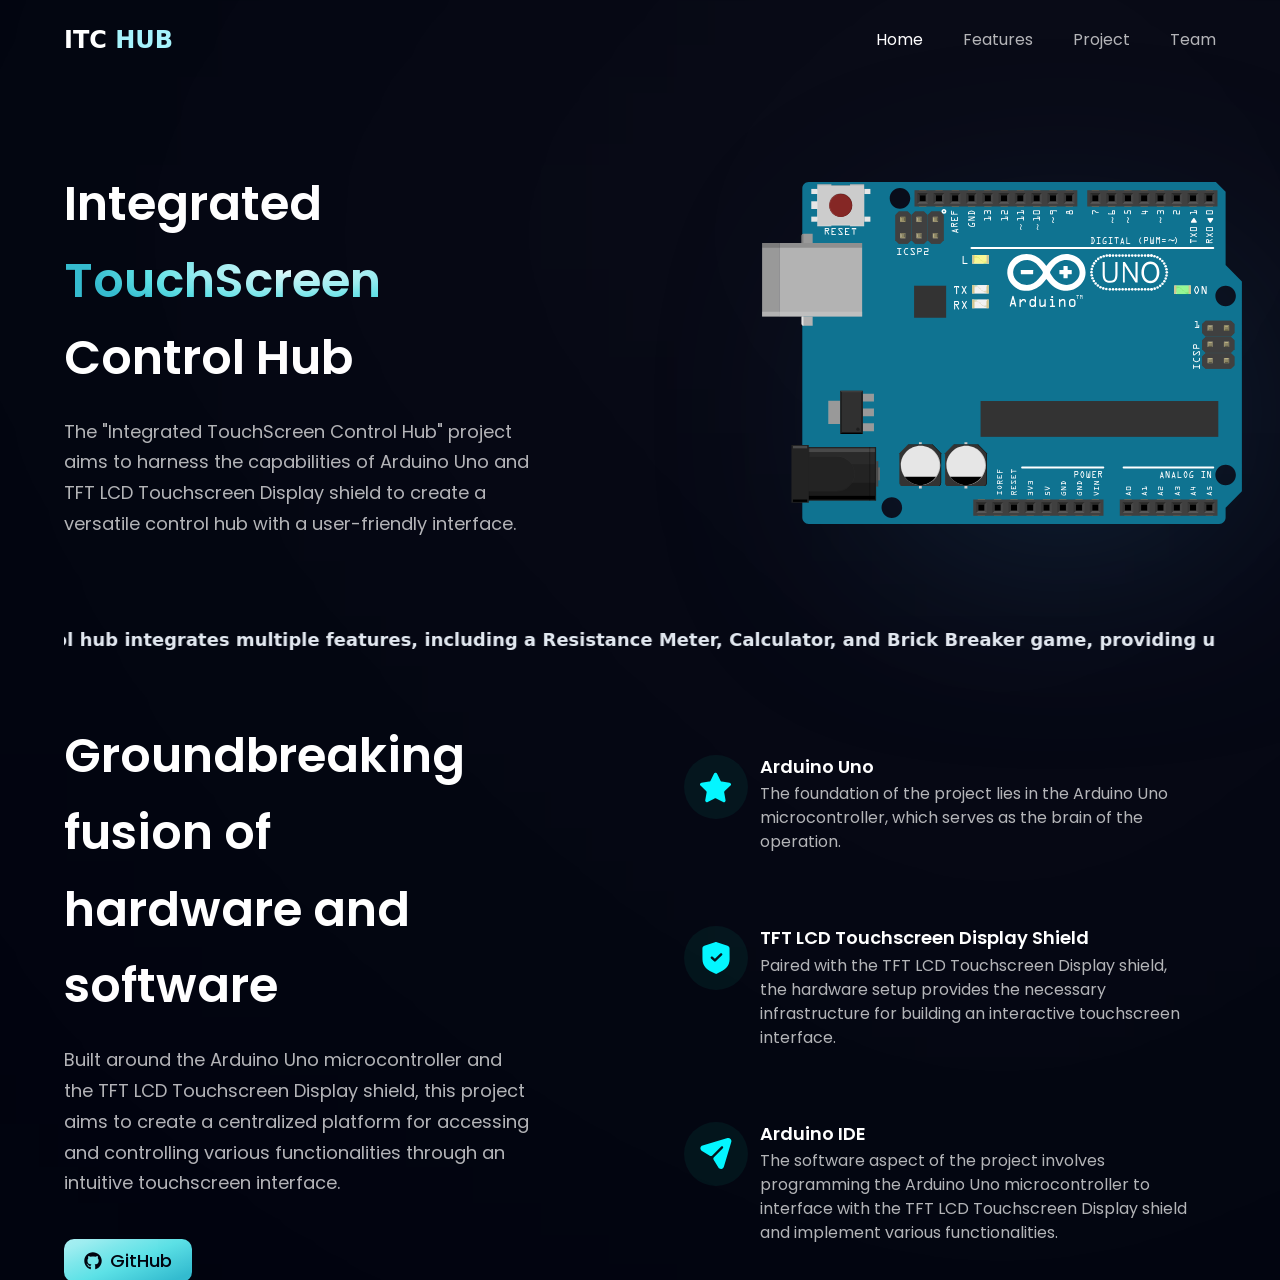 ITC HUB
Home Features Project Team
Integrated
TouchScreen
Control Hub
The "Integrated TouchScreen Control Hub" project
aims to harness the capabilities of Arduino Uno and
TFT LCD Touchscreen Display shield to create a
versatile control hub with a user-friendly interface.
RESET
ICSP2
AREF
GND
13
12
~11
~10
~9
8
7
~6
~5
4
~3
2
TXD 1
RXD 0
DIGITAL (PWM=~)
L
TX
RX
Arduino TM
UNO
ON
1
ICSP
POWER
ANALOG IN
IOREF
RESET
3V3
5V
GND
GND
VIN
A0
A1
A2
A3
A4
A5
hub integrates multiple features, including a Resistance Meter, Calculator, and Brick Breaker game, providing
Groundbreaking
fusion of
hardware and
software
Built around the Arduino Uno microcontroller and
the TFT LCD Touchscreen Display shield, this project
aims to create a centralized platform for accessing
and controlling various functionalities through an
intuitive touchscreen interface.
GitHub
Arduino Uno
The foundation of the project lies in the Arduino Uno
microcontroller, which serves as the brain of the
operation.
TFT LCD Touchscreen Display Shield
Paired with the TFT LCD Touchscreen Display shield,
the hardware setup provides the necessary
infrastructure for building an interactive touchscreen
interface.
Arduino IDE
The software aspect of the project involves
programming the Arduino Uno microcontroller to
interface with the TFT LCD Touchscreen Display shield
and implement various functionalities.